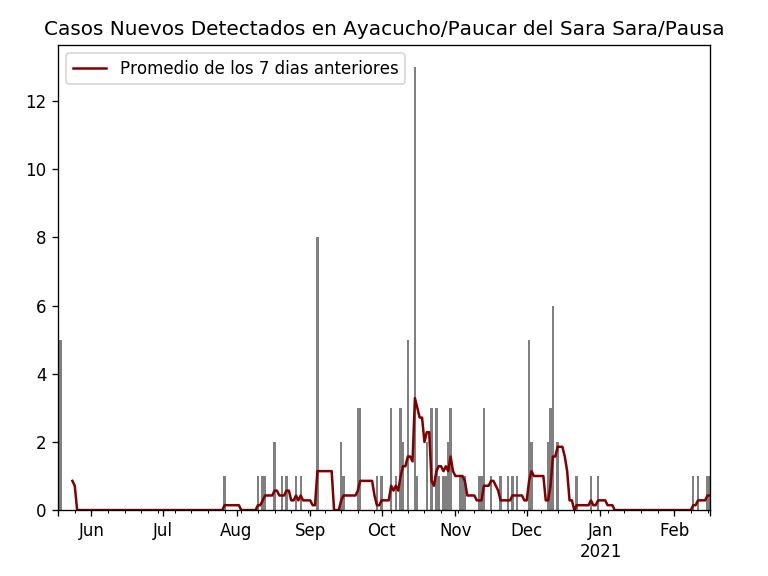 Casos Nuevos Detectados en Ayacucho/Paucar del Sara Sara/Pausa
Promedio de los 7 dias anteriores
12
10
8
6
4
2
0
Jun Jul Aug Sep Oct Nov Dec Jan Feb
2021